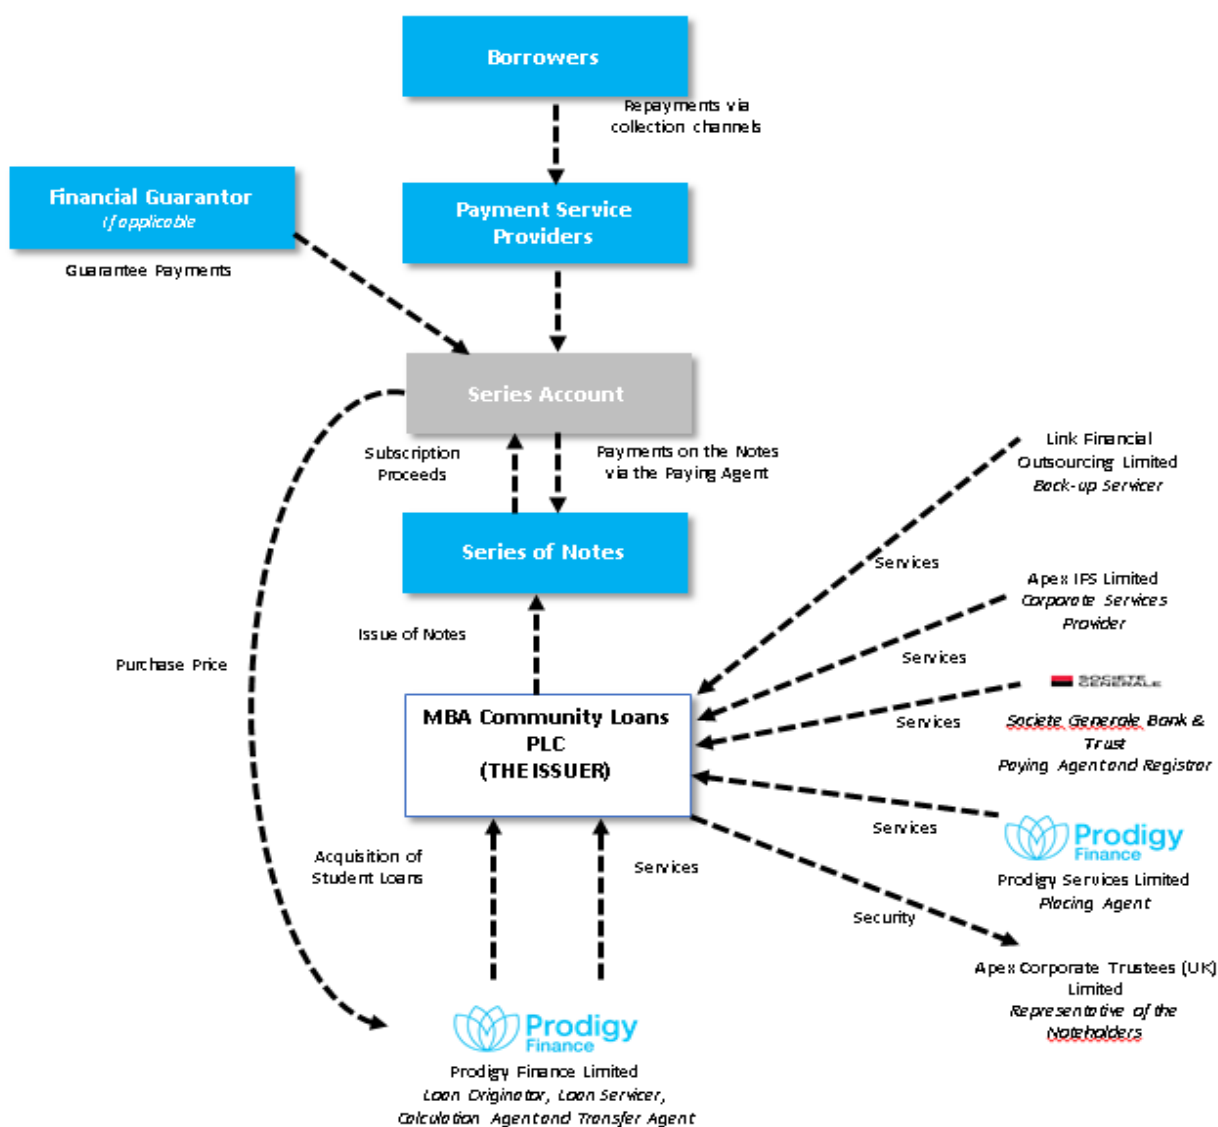 Borrowers
Repayments via
collection channels
Financial Guarantor
If applicable
Guarantee Payments
Payment Service
Providers
Series Account
Subscription
Proceeds
Payments on the Notes
via the Paying Agent
Link Financial
Outsourcing Limited
Back-up Servicer
Series of Notes
Services
Apex IFS Limited
Corporate Services
Provider
Issue of Notes
Purchase Price
Services
SOCIETE
GENERALE
MBA Community Loans
PLC
(THE ISSUER)
Services
Societe Generale Bank &
Trust
Paying Agent and Registrar
Services
Prodigy
Finance
Prodigy Services Limited
Placing Agent
Acquisition of
Student Loans
Services
Security
Apex Corporate Trustees (UK)
Limited
Representative of the
Noteholders
Prodigy
Finance
Prodigy Finance Limited
Loan Originator, Loan Servicer,
Calculation Agent and Transfer Agent